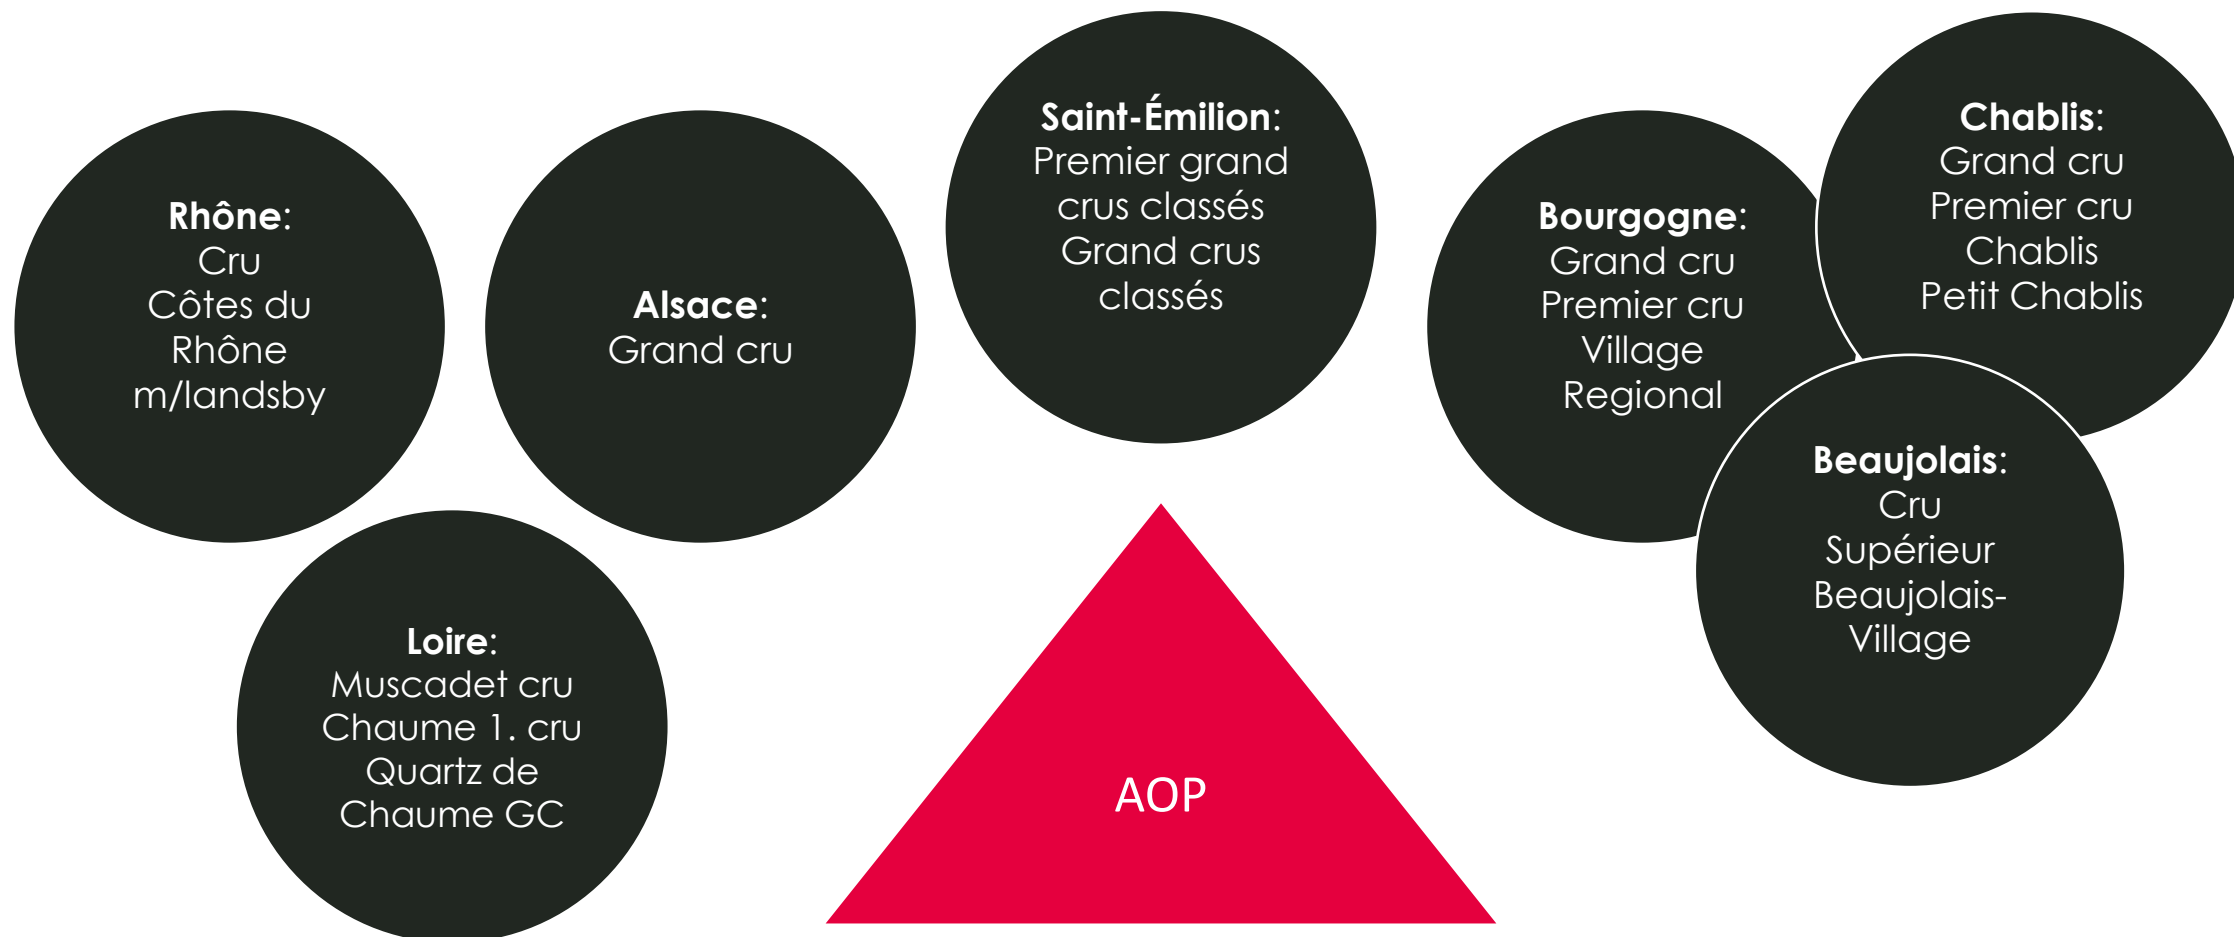 Rhône:
Cru
Côtes du
Rhône
m/landsby
Alsace:
Grand cru
Saint-Émilion:
Premier grand
crus classés
Grand crus
classés
Bourgogne:
Grand cru
Premier cru
Village
Regional
Chablis:
Grand cru
Premier cru
Chablis
Petit Chablis
Beaujolais:
Cru
Supérieur
Beaujolais-
Village
Loire:
Muscadet cru
Chaume 1. cru
Quartz de
Chaume GC
AOP